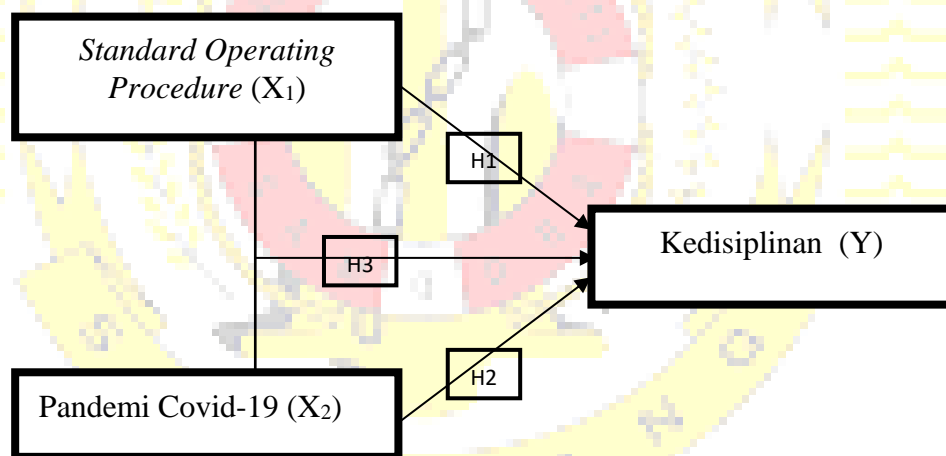 Standard Operating
Procedure (X₁)
H1
Kedisiplinan (Y)
H3
H2
Pandemi Covid-19 (X₂)